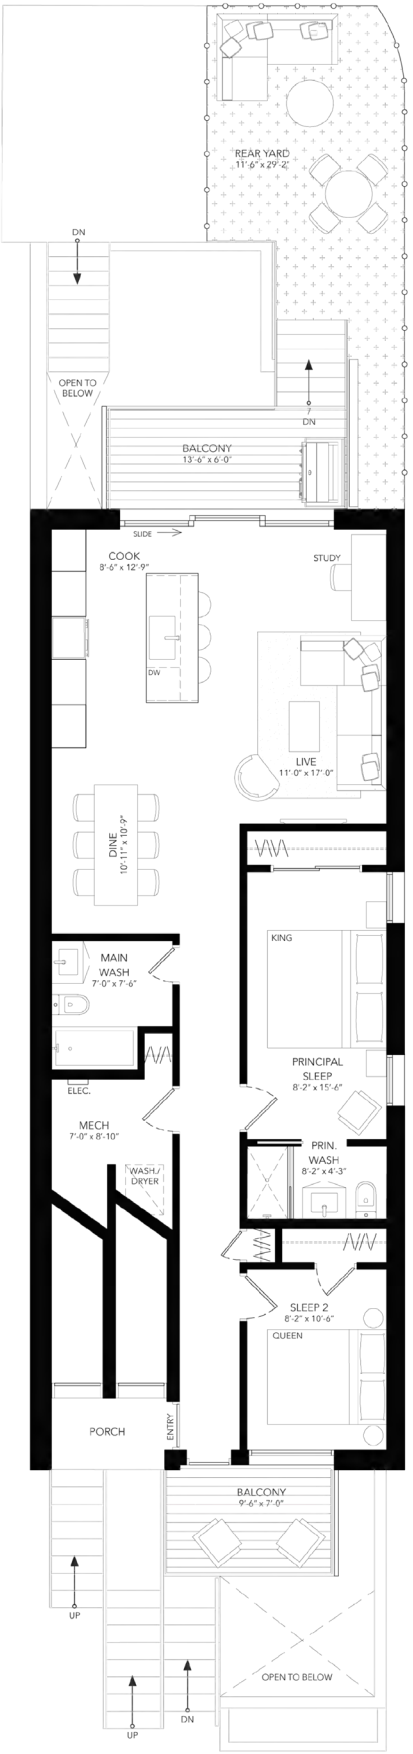 REAR YARD
11'-6" x 29'-2"
DN
OPEN TO
BELOW
7
DN
BALCONY
13'-6" x 6'-0"
SLIDE
COOK
8'-6" x 12'-9"
STUDY
DW
LIVE
11'-0" x 17'-0"
DINE
10'-11" x 10'-9"
KING
MAIN
WASH
7'-0" x 7'-6"
PRINCIPAL
SLEEP
8'-2" x 15'-6"
ELEC.
MECH
7'-0" x 8'-10"
PRIN.
WASH
8'-2" x 4'-3"
WASH./
DRYER
SLEEP 2
8'-2" x 10'-6"
QUEEN
PORCH
ENTRY
BALCONY
9'-6" x 7'-0"
UP
OPEN TO BELOW
DN
UP